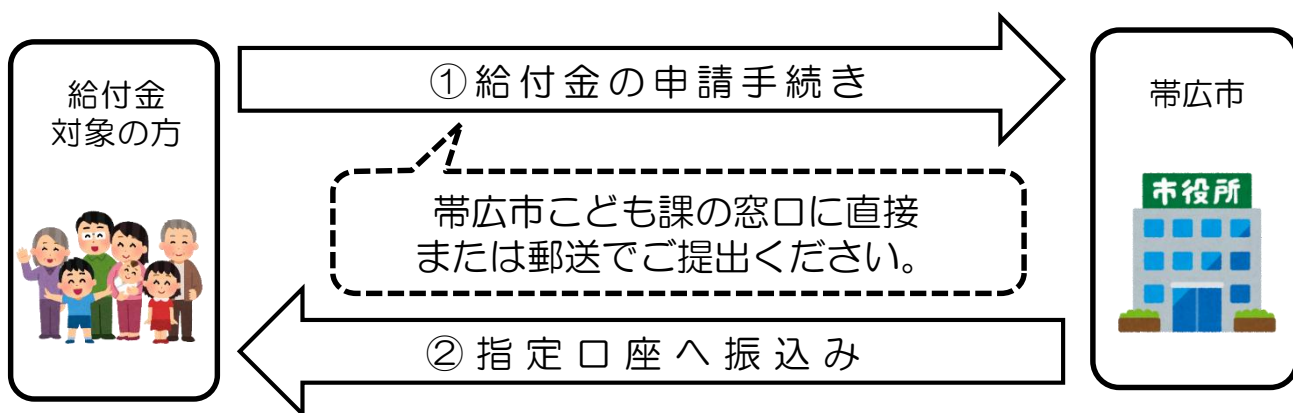 給付金
対象の方
①給付金の申請手続き
帯広市こども課の窓口に直接
または郵送でご提出ください。
②指定口座へ振込み
帯広市
市役所